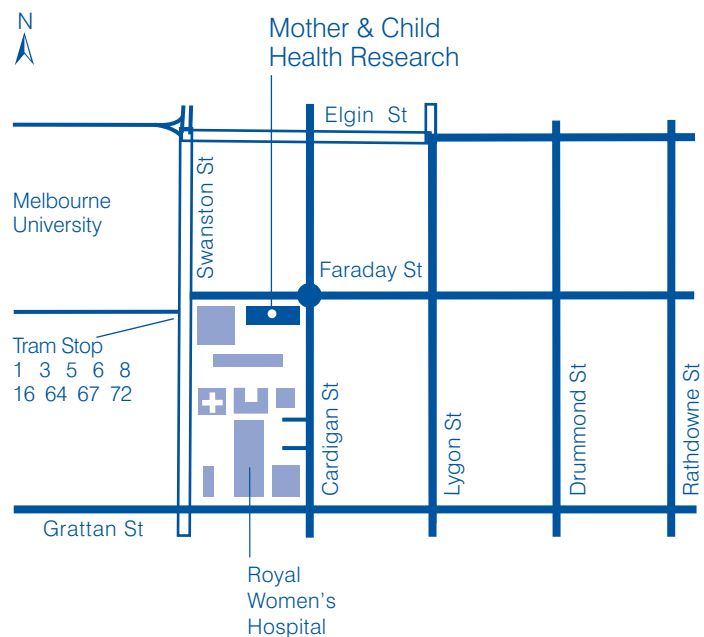 N
Mother & Child
Health Research
Elgin St
Swanston St
Melbourne
University
Faraday St
Tram Stop
1 3 5 6 8
16 64 67 72
Cardigan St
Lygon St
Drummond St
Rathdowne St
Grattan St
Royal
Women's
Hospital